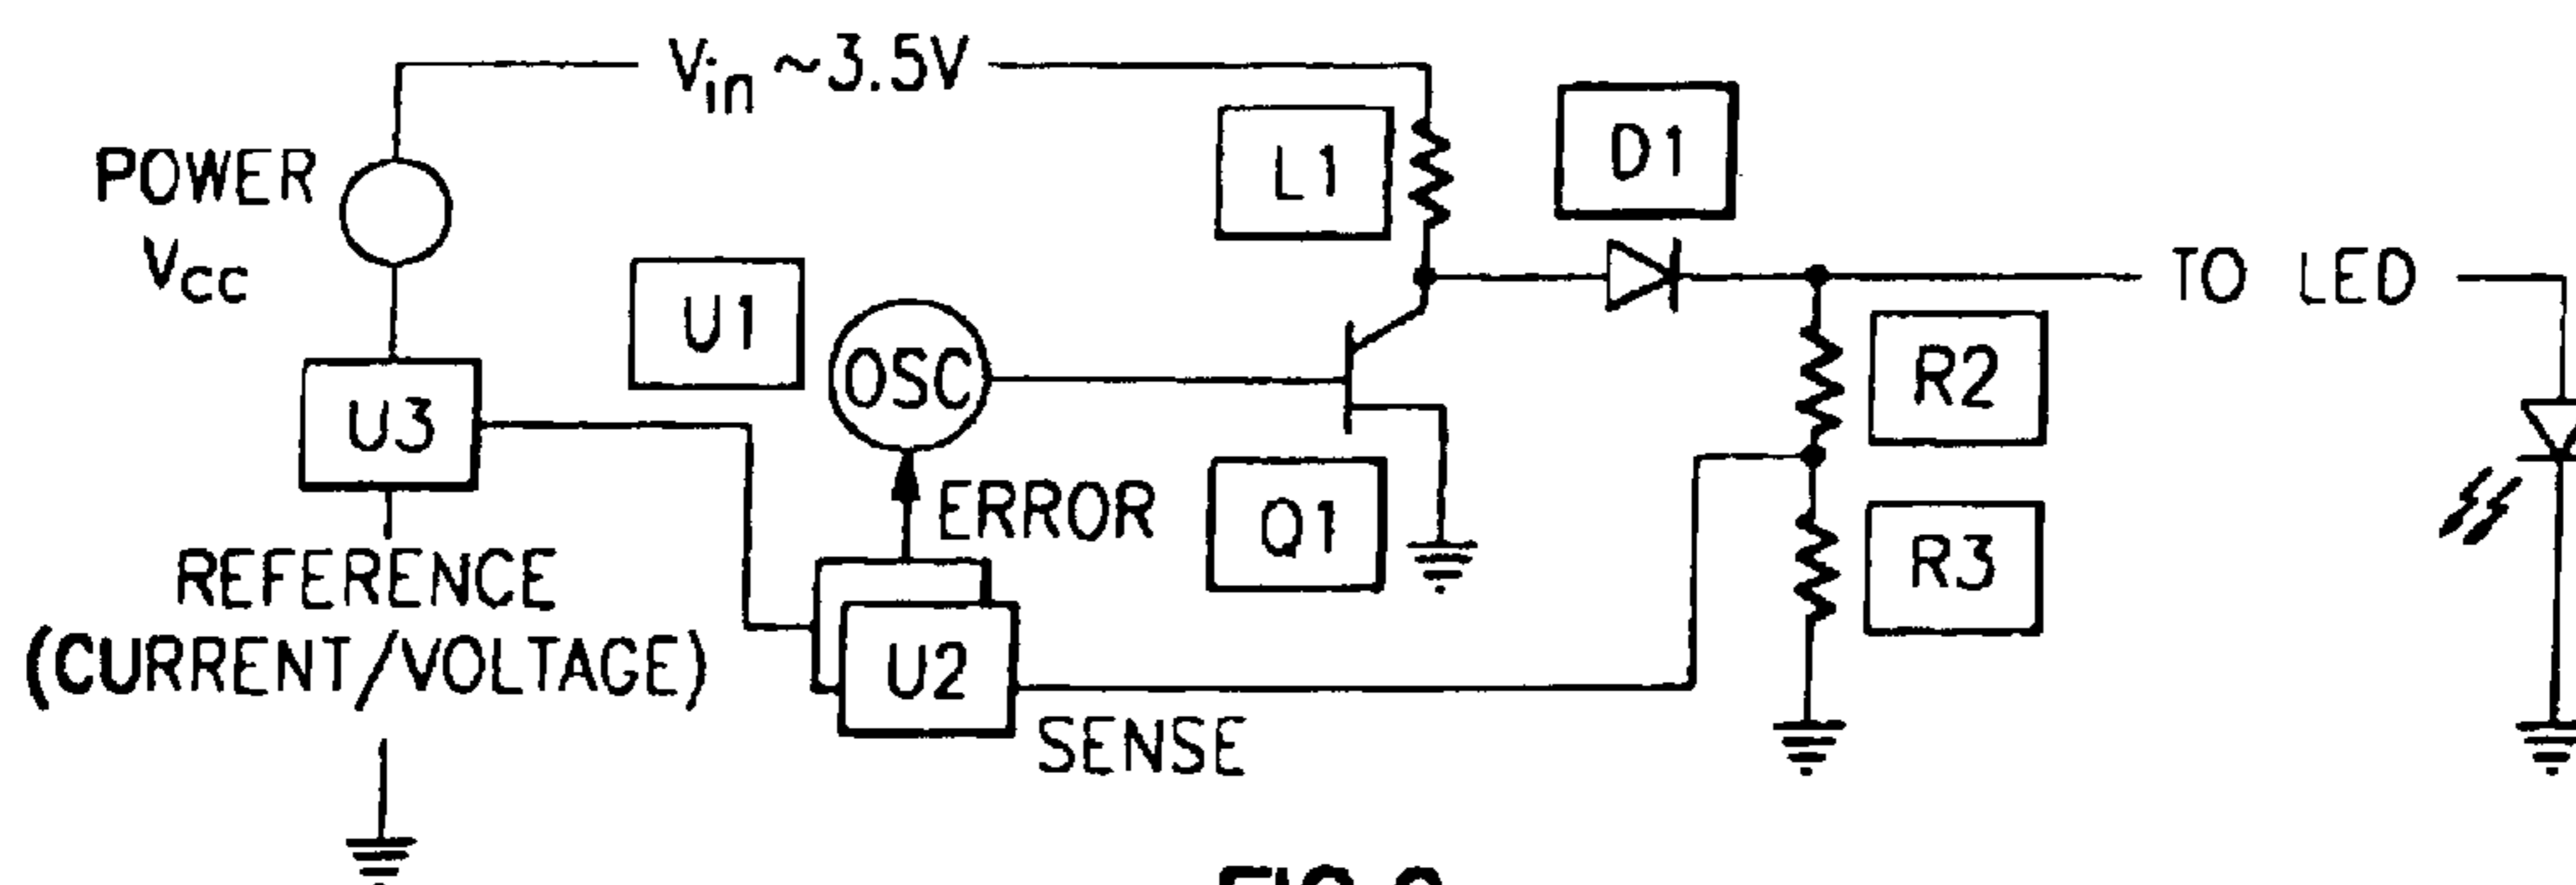 Vin ~3.5V
POWER
Vcc
L1
D1
U1
OSC
TO LED
U3
R2
ERROR
Q1
R3
REFERENCE
(CURRENT/VOLTAGE)
U2
SENSE